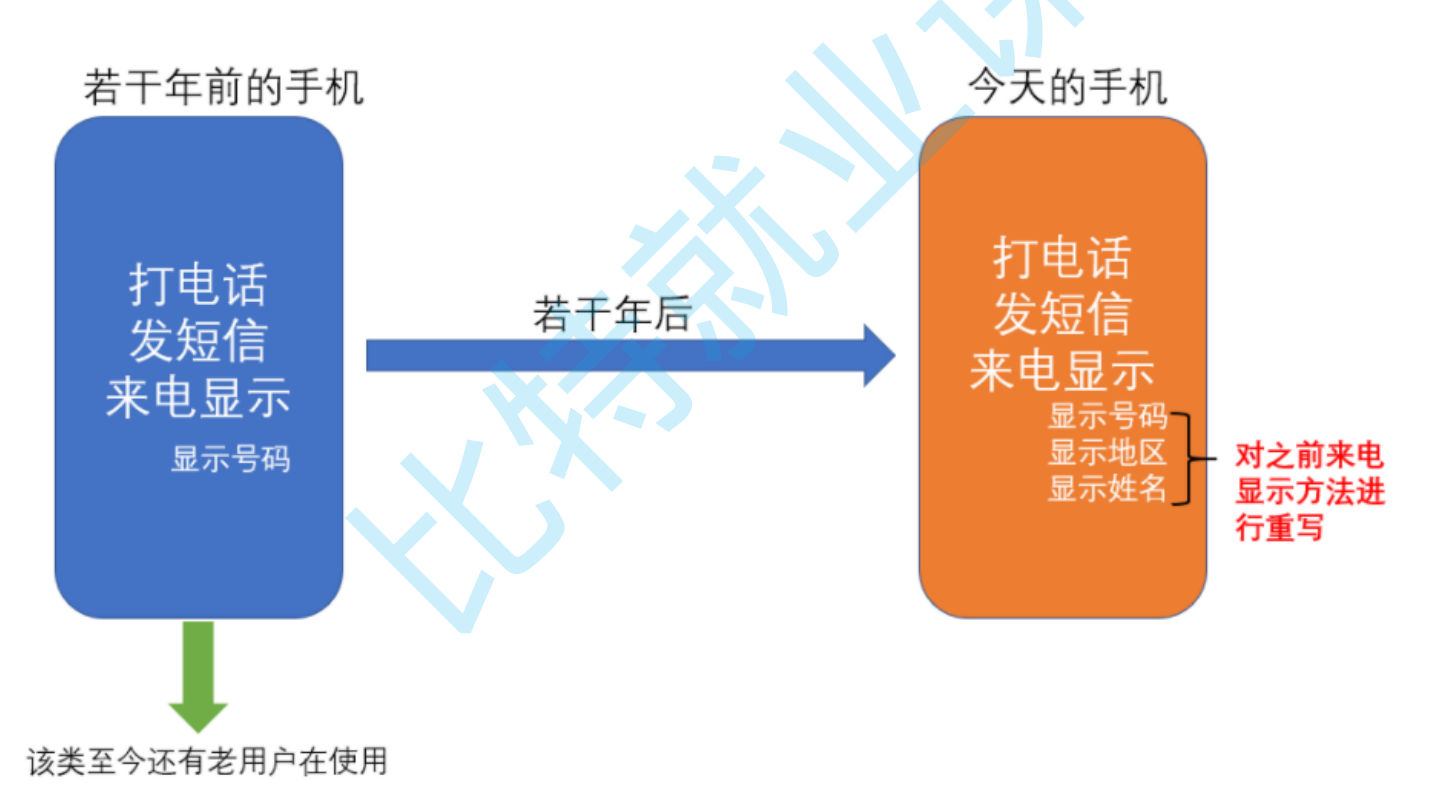 若干年前的手机
打电话
发短信
来电显示
显示号码
该类至今还有老用户在使用
若干年后
今天的手机
打电话
发短信
来电显示
显示号码
显示地区
显示姓名
对之前来电
显示方法进
行重写
比特就业课